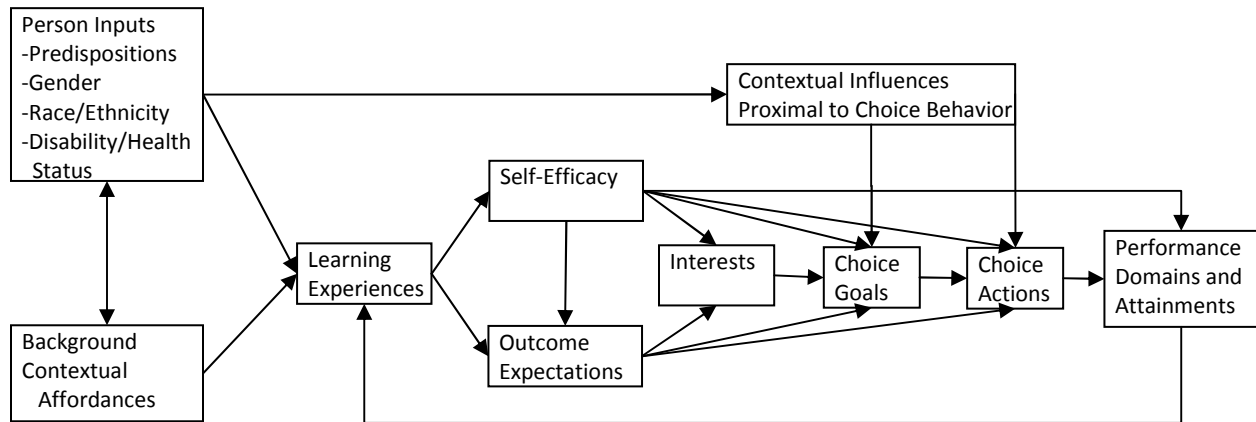 Person Inputs
-Predispositions
-Gender
-Race/Ethnicity
-Disability/Health
Status
Contextual Influences
Proximal to Choice Behavior
Self-Efficacy
Learning
Experiences
Interests
Choice
Goals
Choice
Actions
Performance
Domains and
Attainments
Background
Contextual
Affordances
Outcome
Expectations